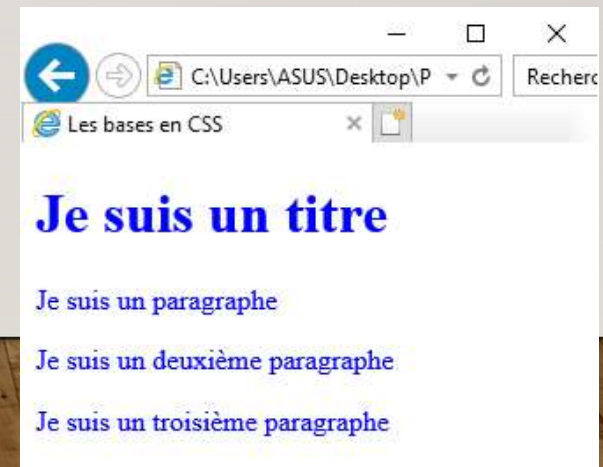 C:\Users\ASUS\Desktop\P
Recherc
Les bases en CSS
Je suis un titre
Je suis un paragraphe
Je suis un deuxième paragraphe
Je suis un troisième paragraphe